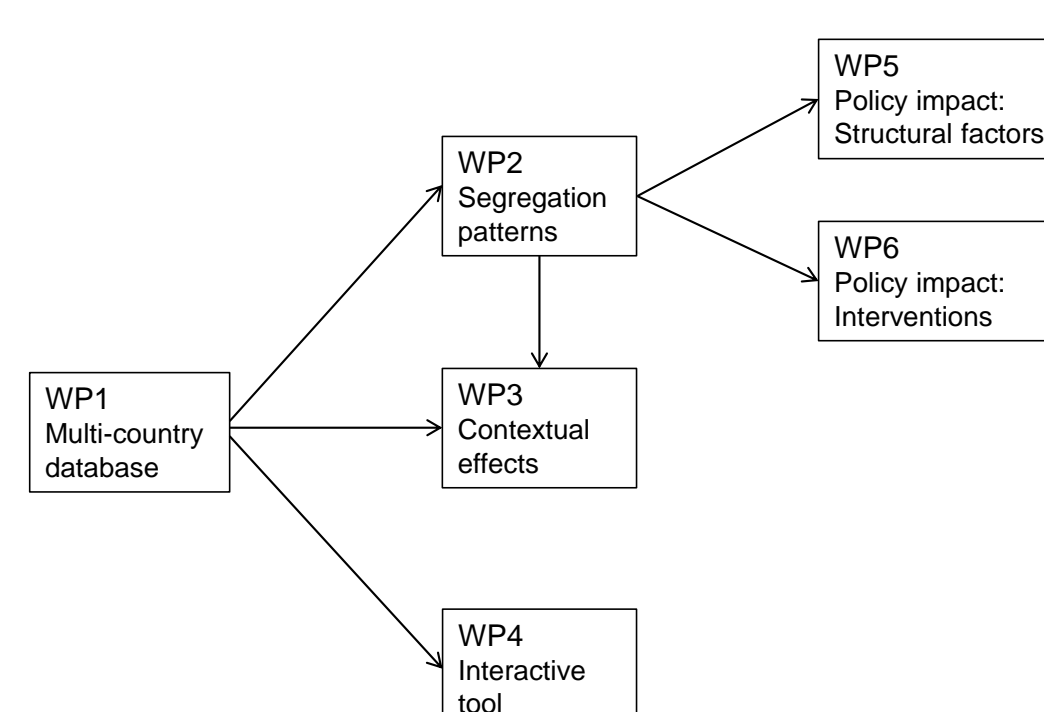 WP5
Policy impact:
Structural factors
WP2
Segregation
patterns
WP6
Policy impact:
Interventions
WP1
Multi-country
database
WP3
Contextual
effects
WP4
Interactive
tool